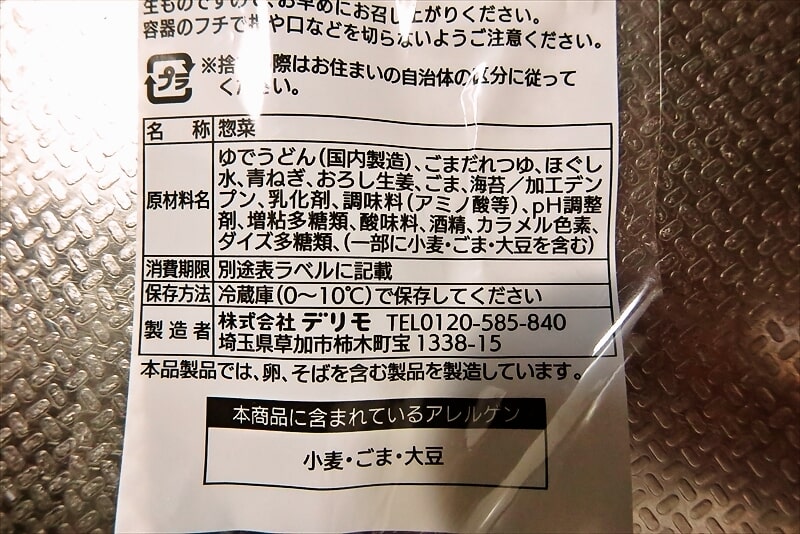 生ものですので、お早めにお召し上がりください。
容器のフチで指や口などを切らないようご注意ください。
プラ
※捨 際はお住まいの自治体の区分に従って
ください。
名 称 惣菜
原材料名 ゆでうどん(国内製造)、ごまだれつゆ、ほぐし
水、青ねぎ、おろし生姜、ごま、海苔/加工デン
プン、乳化剤、調味料(アミノ酸等)、pH調整
剤、増粘多糖類、酸味料、酒精、カラメル色素、
ダイズ多糖類、(一部に小麦・ごま・大豆を含む)
消費期限 別途表ラベルに記載
保存方法 冷蔵庫(0~10℃)で保存してください
製造者 株式会社 デリモ TEL0120-585-840
埼玉県草加市柿木町宝1338-15
本品製品では、卵、そばを含む製品を製造しています。
本商品に含まれているアレルゲン
小麦・ごま・大豆